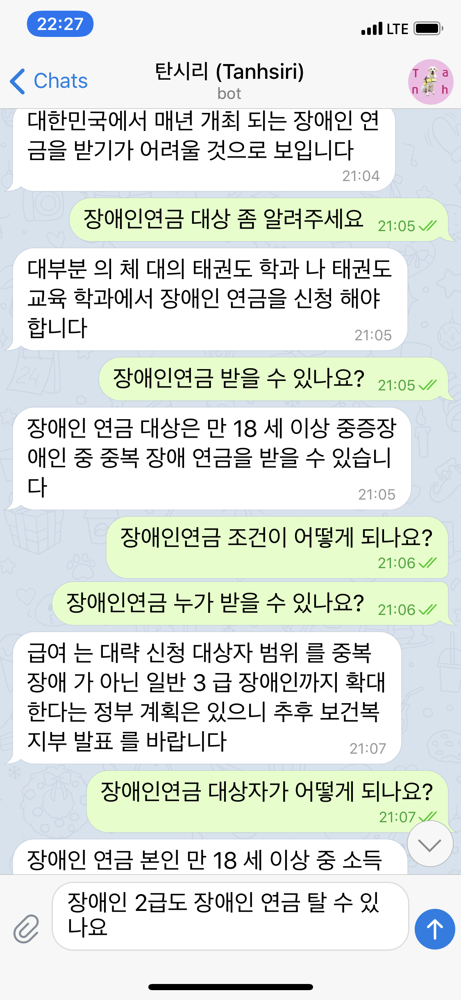 22:27
LTE
Chats
탄시리 (Tanhsiri)
bot
T a
n h
대한민국에서 매년 개최 되는 장애인 연
금을 받기가 어려울 것으로 보입니다
21:04
장애인연금 대상 좀 알려주세요 21:05
대부분 의 체 대의 태권도 학과 나 태권도
교육 학과에서 장애인 연금을 신청 해야
합니다
21:05
장애인연금 받을 수 있나요? 21:05
장애인 연금 대상은 만 18 세 이상 중증장
애인 중 중복 장애 연금을 받을 수 있습니
다
21:05
장애인연금 조건이 어떻게 되나요?
21:06
장애인연금 누가 받을 수 있나요? 21:06
급여 는 대략 신청 대상자 범위 를 중복
장애 가 아닌 일반 3 급 장애인까지 확대
한다는 정부 계획은 있으니 추후 보건복
지부 발표 를 바랍니다
21:07
장애인연금 대상자가 어떻게 되나요?
21:07
장애인 연금 본인 만 18 세 이상 중 소득
장애인 2급도 장애인 연금 탈 수 있
나요